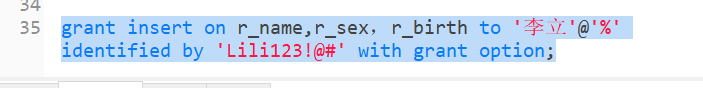 34
35 grant insert on r_name,r_sex，r_birth to '李立'@'%'
identified by 'Lili123!@#' with grant option;